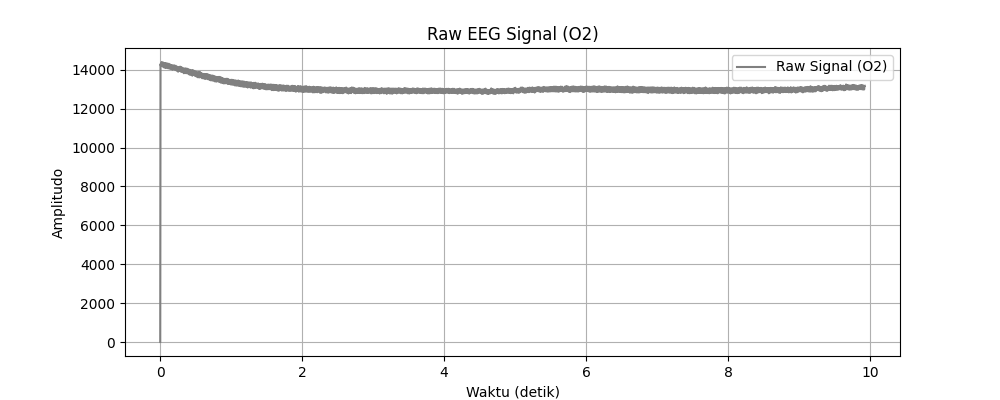 Raw EEG Signal (O2)
Raw Signal (O2)
14000
12000
10000
8000
6000
4000
2000
0
Amplitudo
0 2 4 6 8 10
Waktu (detik)